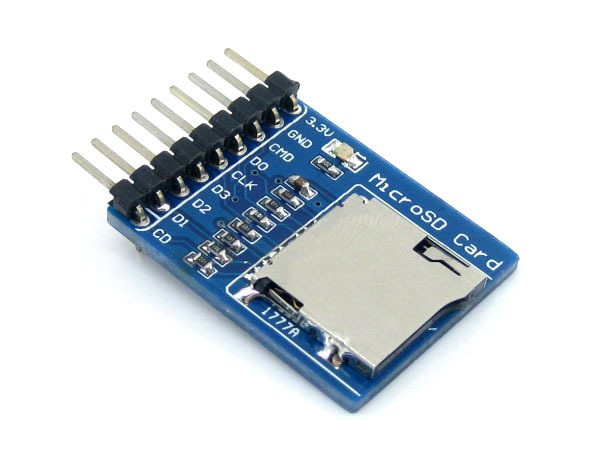 3.3V
GND
CMD
D0
CLK
D3
D2
D1
CD
MicroSD Card
1777A